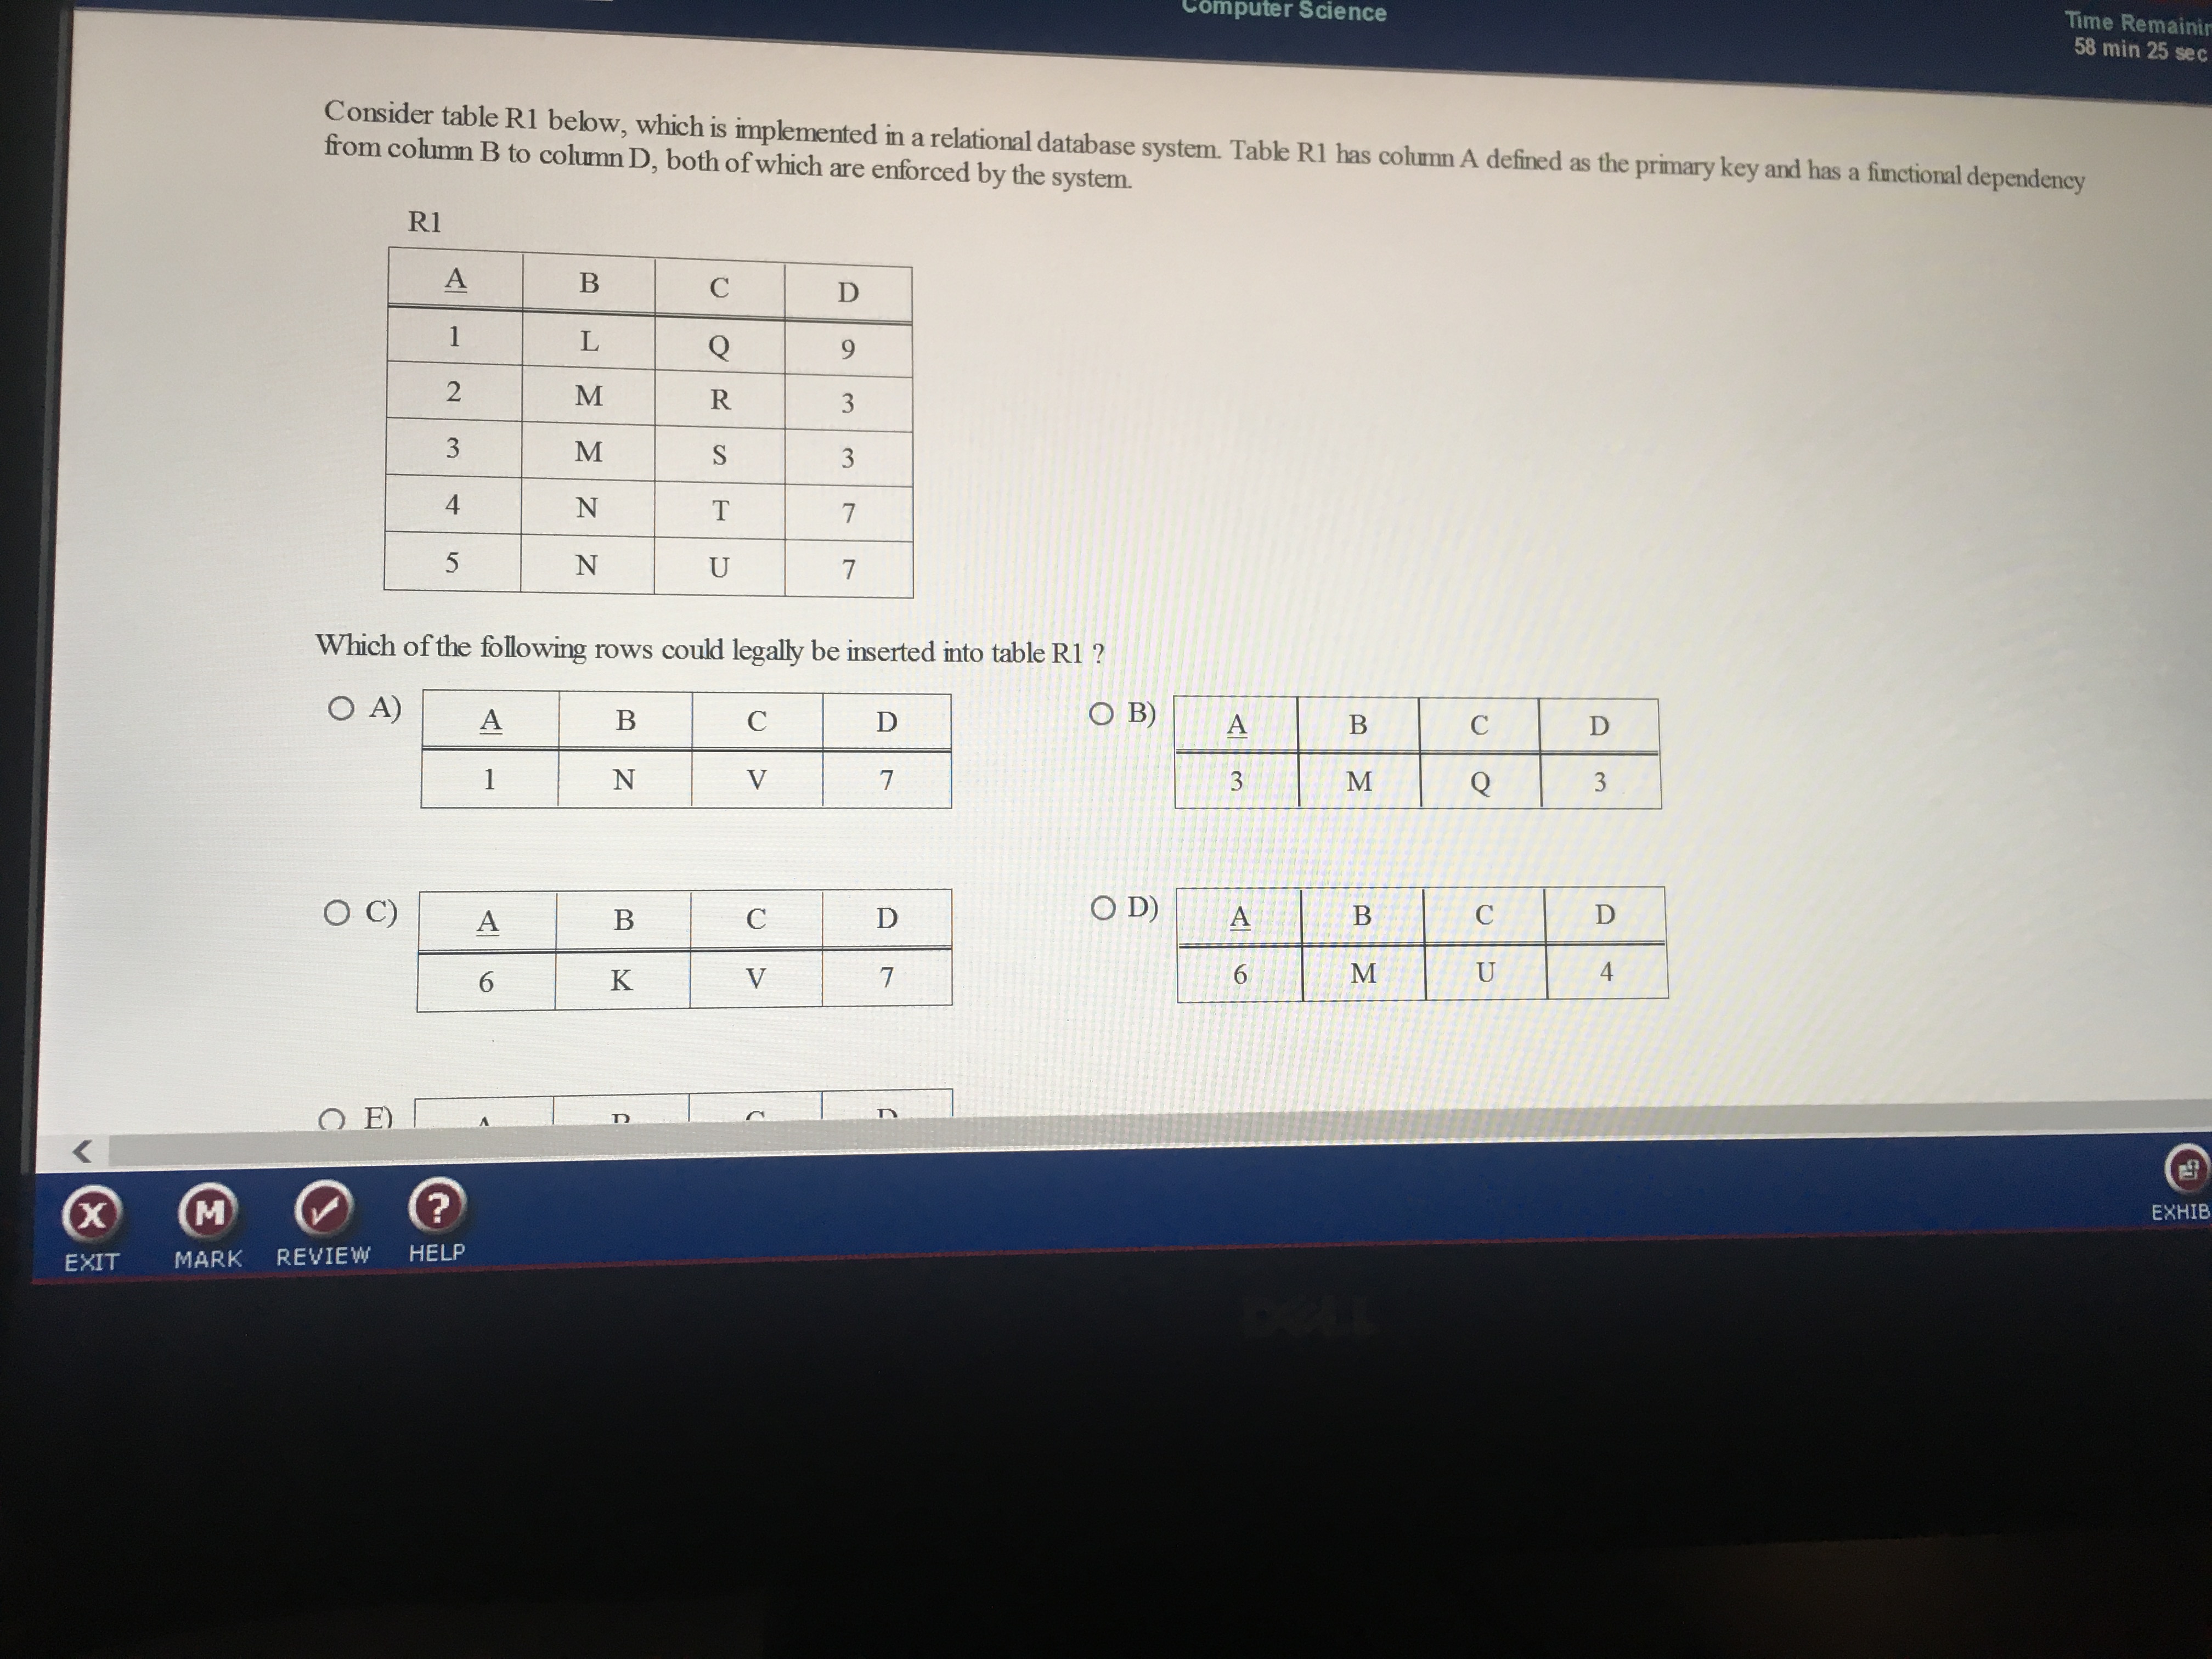 Computer Science
Time Remainin
58 min 25 sec
Consider table R1 below, which is implemented in a relational database system. Table R1 has column A defined as the primary key and has a functional dependency
from column B to column D, both of which are enforced by the system.
R1
A B C D
1 L Q 9
2 M R 3
3 M S 3
4 N T 7
5 N U 7
Which of the following rows could legally be inserted into table R1 ?
A)
A B C D
1 N V 7
B)
A B C D
3 M Q 3
C)
A B C D
6 K V 7
D)
A B C D
6 M U 4
E)
A B C D
X M ?
EXIT MARK REVIEW HELP
EXHIB
DELL